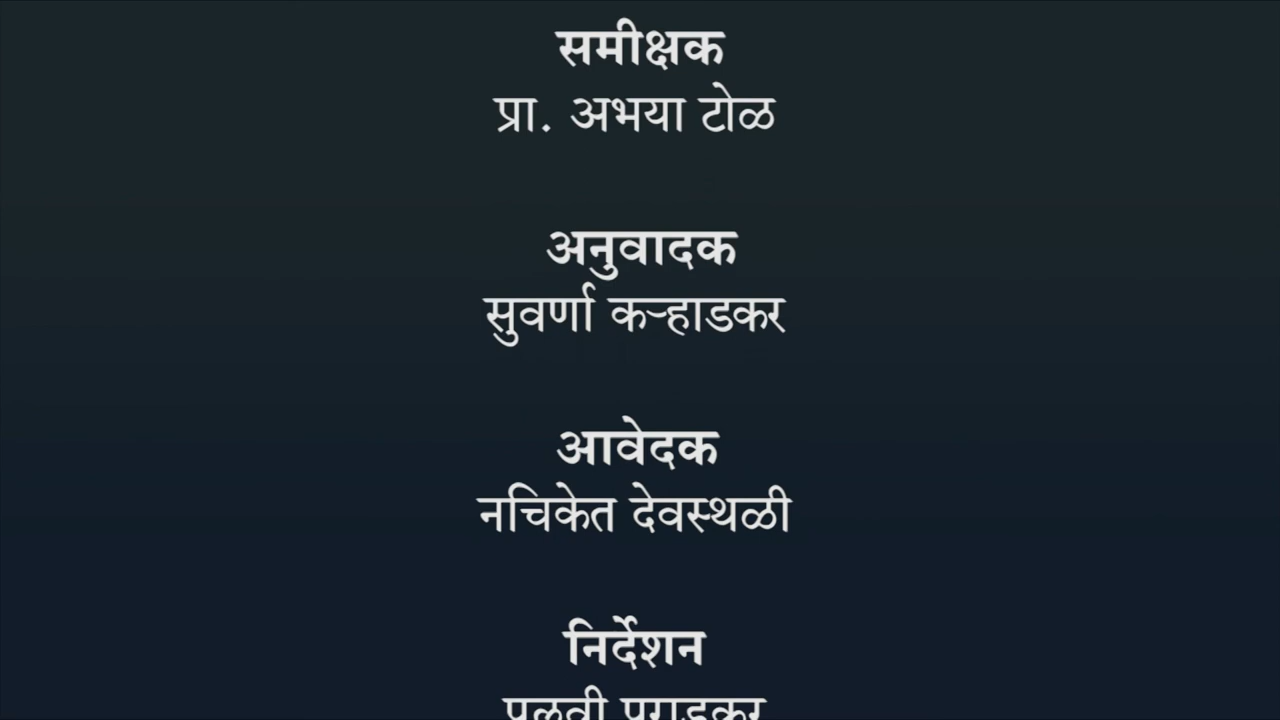 समीक्षक
प्रा. अभया टोळ
अनुवादक
सुवर्णा कऱ्हाडकर
आवेदक
नचिकेत देवस्थळी
निर्देशन